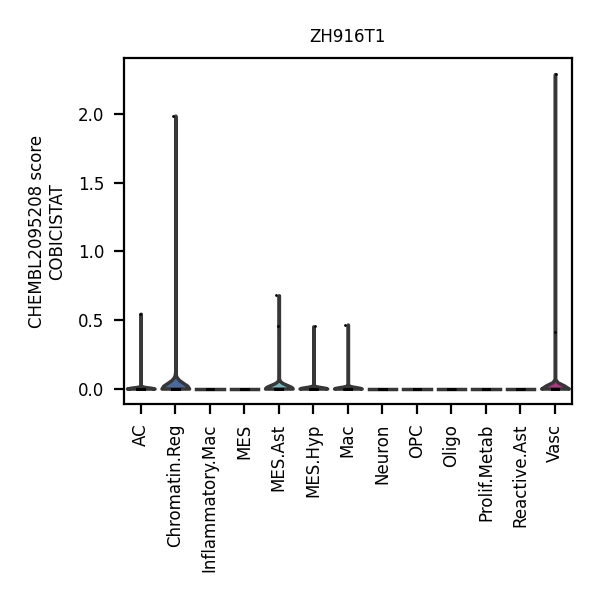 ZH916T1
CHEMBL2095208 score
COBICISTAT
2.0
1.5
1.0
0.5
0.0
AC
Chromatin.Reg
Inflammatory.Mac
MES
MES.Ast
MES.Hyp
Mac
Neuron
OPC
Oligo
Prolif.Metab
Reactive.Ast
Vasc